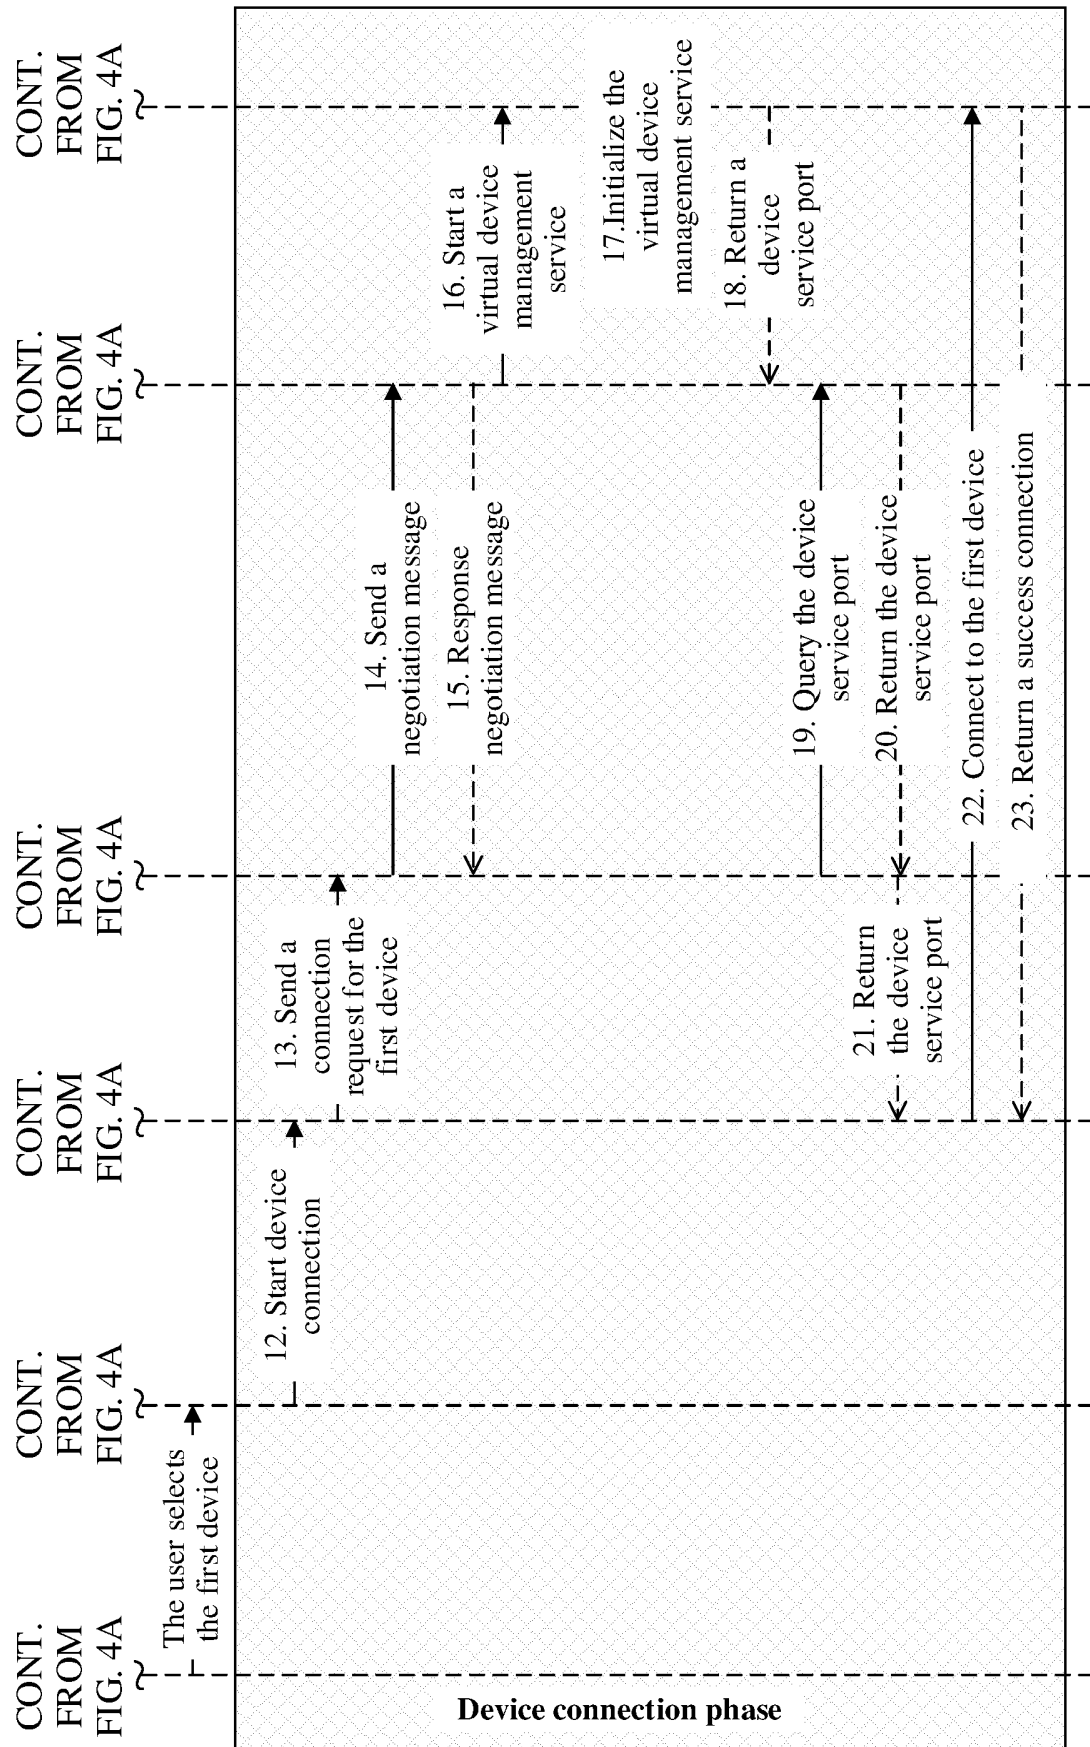 CONT.
FROM
FIG. 4A
CONT.
FROM
FIG. 4A
CONT.
FROM
FIG. 4A
CONT.
FROM
FIG. 4A
CONT.
FROM
FIG. 4A
CONT.
FROM
FIG. 4A
The user selects
the first device
Device connection phase
12. Start device
connection
13. Send a
connection
request for the
first device
14. Send a
negotiation message
15. Response
negotiation message
16. Start a
virtual device
management
service
17.Initialize the
virtual device
management service
18. Return a
device
service port
19. Query the device
service port
20. Return the device
service port
21. Return
the device
service port
22. Connect to the first device
23. Return a success connection